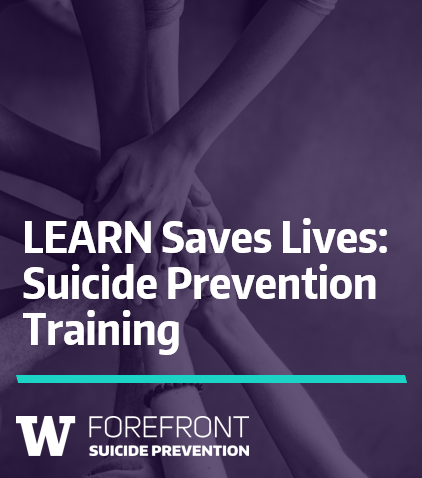 LEARN Saves Lives:
Suicide Prevention
Training
W FOREFRONT
SUICIDE PREVENTION